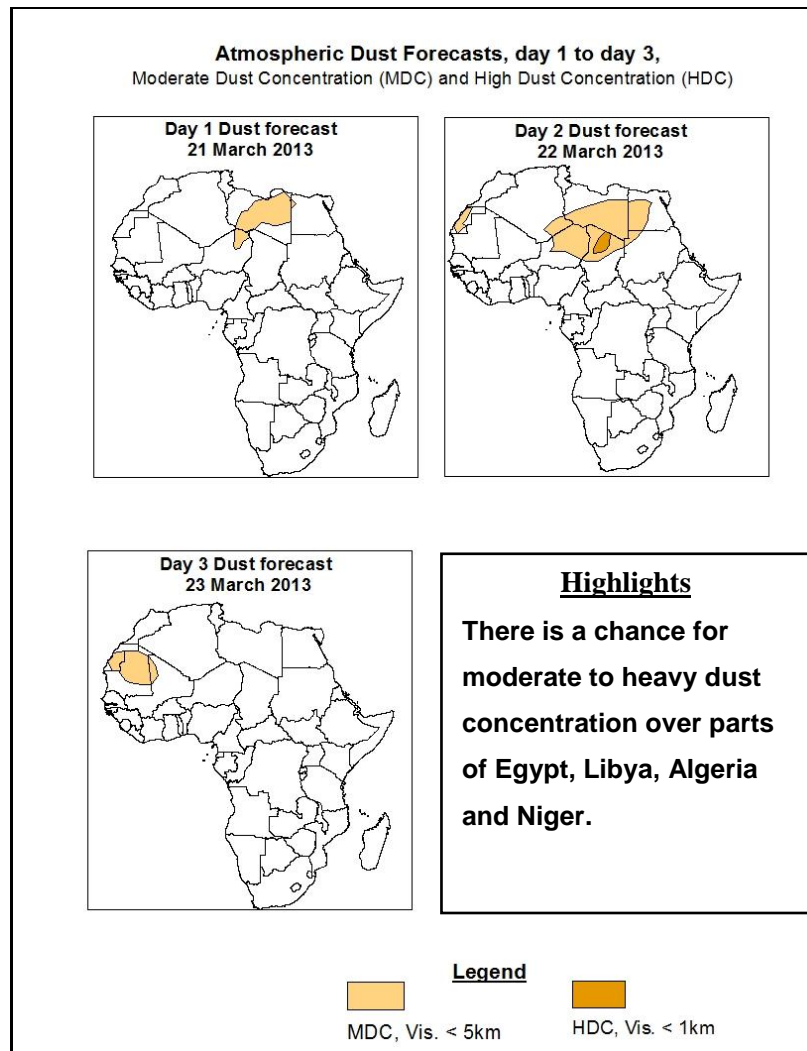 Atmospheric Dust Forecasts, day 1 to day 3,
Moderate Dust Concentration (MDC) and High Dust Concentration (HDC)
Day 1 Dust forecast
21 March 2013
Day 2 Dust forecast
22 March 2013
Day 3 Dust forecast
23 March 2013
Highlights
There is a chance for
moderate to heavy dust
concentration over parts
of Egypt, Libya, Algeria
and Niger.
Legend
MDC, Vis. < 5km
HDC, Vis. < 1km